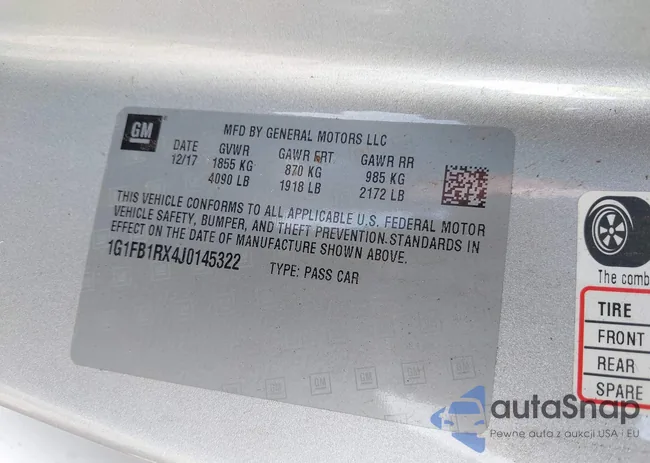 GM
MFD BY GENERAL MOTORS LLC
DATE GVWR GAWR FRT GAWR RR
12/17 1855 KG 870 KG 985 KG
4090 LB 1918 LB 2172 LB
THIS VEHICLE CONFORMS TO ALL APPLICABLE U.S. FEDERAL MOTOR
VEHICLE SAFETY, BUMPER, AND THEFT PREVENTION STANDARDS IN
EFFECT ON THE DATE OF MANUFACTURE SHOWN ABOVE.
1G1FB1RX4J0145322
TYPE: PASS CAR
The comb
TIRE
FRONT
REAR
SPARE
autoSnap
Pewne auta z aukcji USA i EU